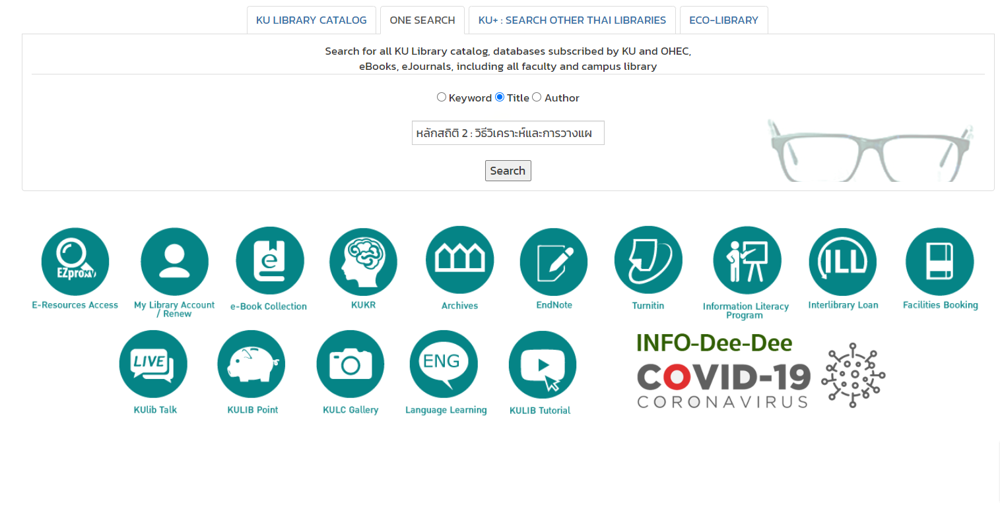 KU LIBRARY CATALOG ONE SEARCH KU+ : SEARCH OTHER THAI LIBRARIES ECO-LIBRARY
Search for all KU Library catalog, databases subscribed by KU and OHEC,
eBooks, eJournals, including all faculty and campus library
Keyword Title Author
หลักสถิติ 2 : วิธีวิเคราะห์และการวางแผ
Search
EZproxy
e
ILL
E-Resources Access
My Library Account
/ Renew
e-Book Collection
KUKR
Archives
EndNote
Turnitin
Information Literacy
Program
Interlibrary Loan
Facilities Booking
LIVE
ENG
KUlib Talk
KULIB Point
KULC Gallery
Language Learning
KULIB Tutorial
INFO-Dee-Dee
COVID-19
CORONAVIRUS